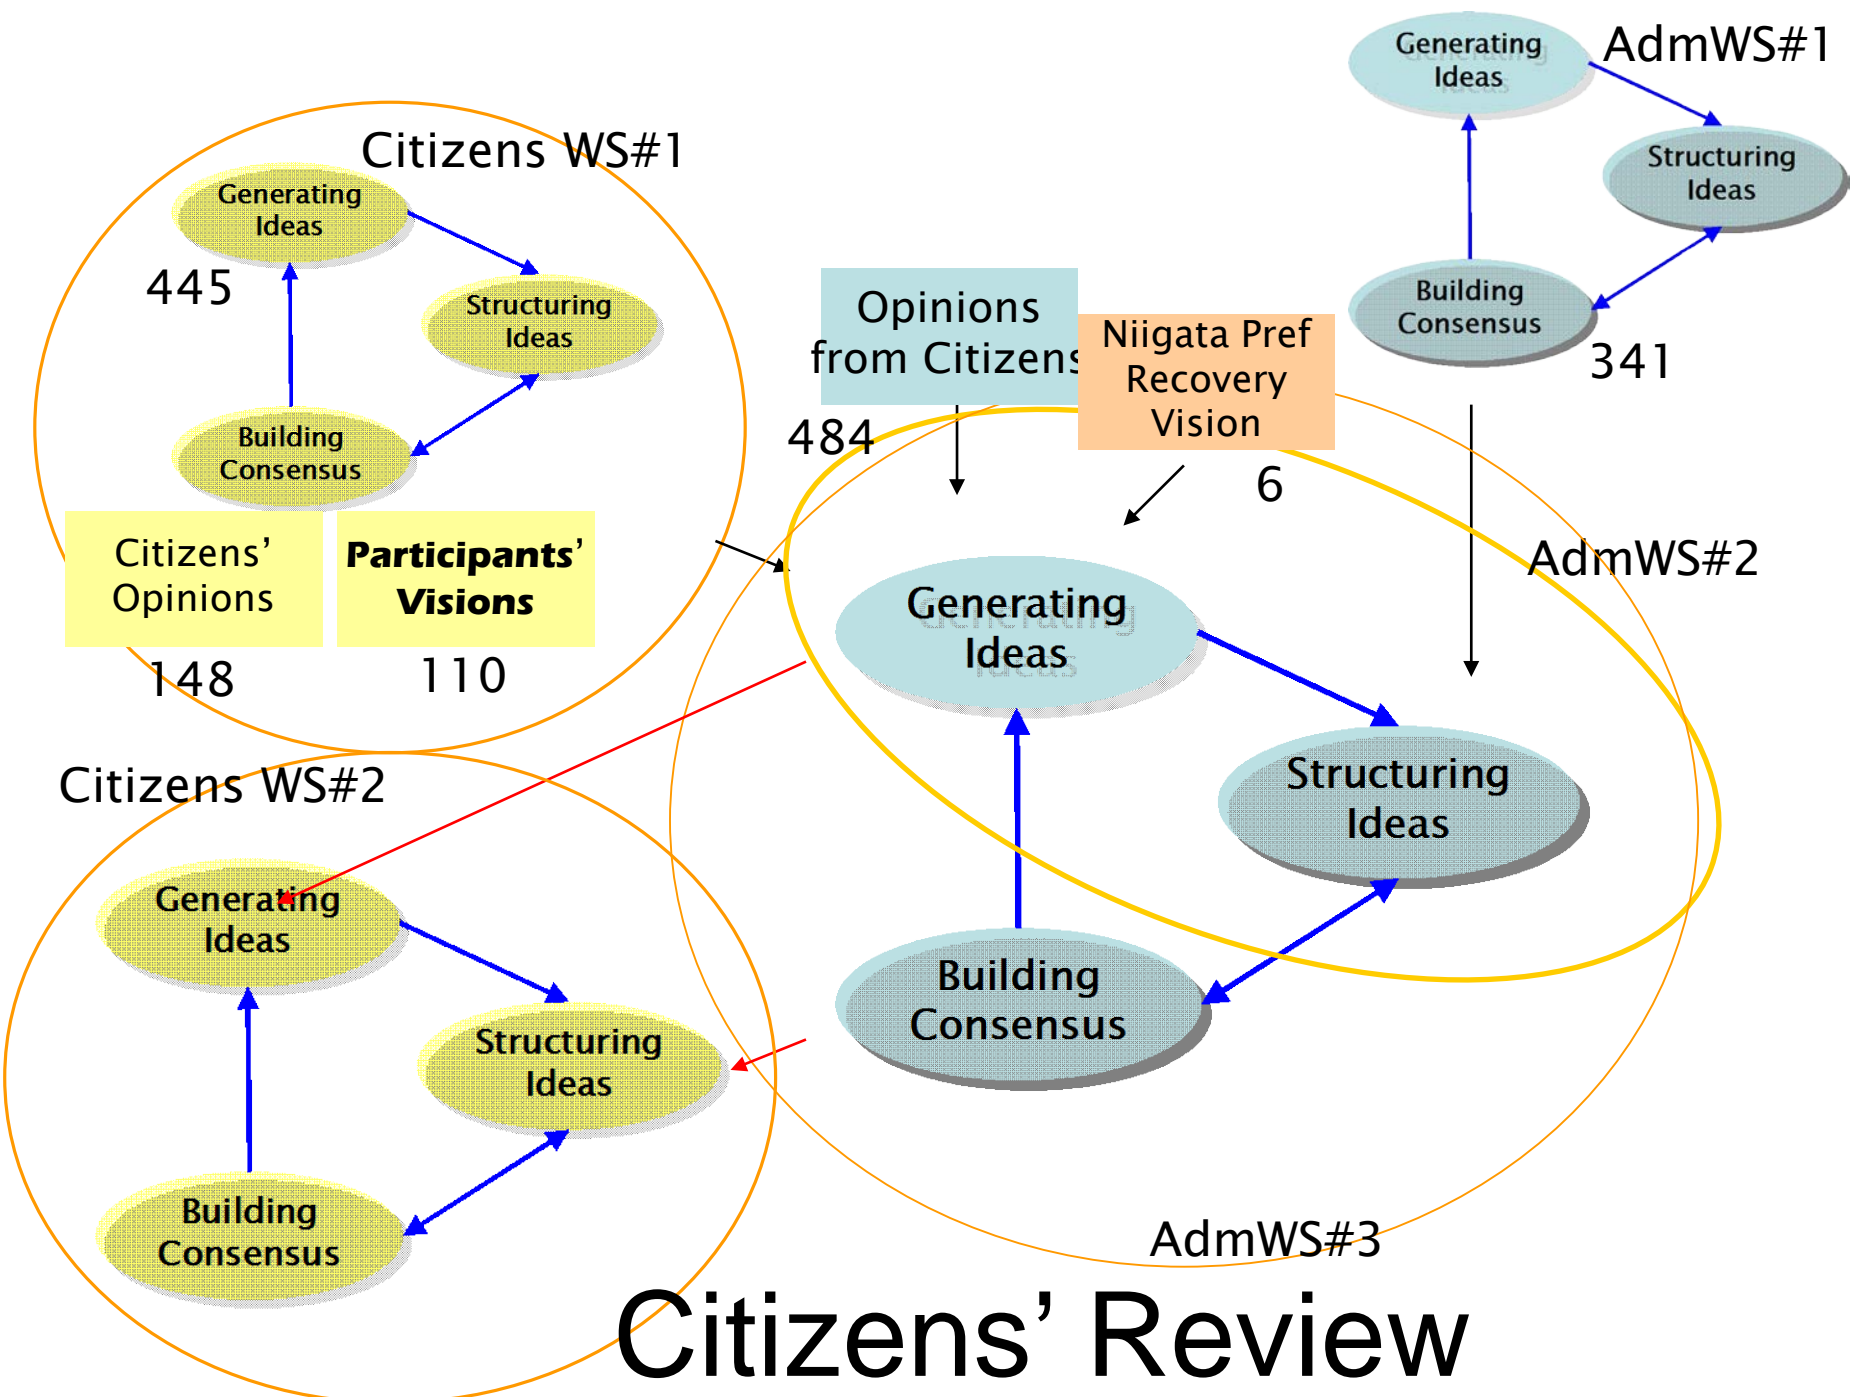 Generating
Ideas
AdmWS#1
Structuring
Ideas
Building
Consensus
341
Citizens WS#1
Generating
Ideas
445
Structuring
Ideas
Building
Consensus
Citizens’
Opinions
148
Participants’
Visions
110
Opinions
from Citizens
484
Niigata Pref
Recovery
Vision
6
AdmWS#2
Generating
Ideas
Structuring
Ideas
Building
Consensus
AdmWS#3
Citizens WS#2
Generating
Ideas
Structuring
Ideas
Building
Consensus
Citizens’ Review